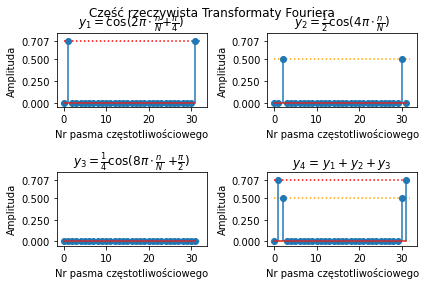 Część rzeczywista Transformaty Fouriera
y₁ = cos(2π · n/N + π/4)
y₂ = 1/2 cos(4π · n/N)
0.707
0.500
0.000
Amplituda
0 10 20 30
Nr pasma częstotliwościowego
0.707
0.500
0.250
0.000
Amplituda
0 10 20 30
Nr pasma częstotliwościowego
y₃ = 1/4 cos(8π · n/N + π/2)
y₄ = y₁ + y₂ + y₃
0.707
0.500
0.250
0.000
Amplituda
0 10 20 30
Nr pasma częstotliwościowego
0.707
0.500
0.250
0.000
Amplituda
0 10 20 30
Nr pasma częstotliwościowego